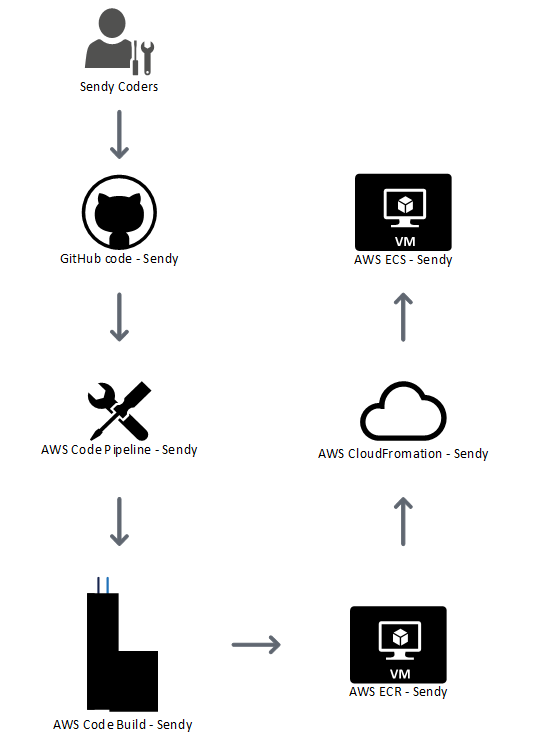 Sendy Coders
GitHub code - Sendy
AWS Code Pipeline - Sendy
AWS Code Build - Sendy
VM
AWS ECR - Sendy
AWS CloudFromation - Sendy
VM
AWS ECS - Sendy